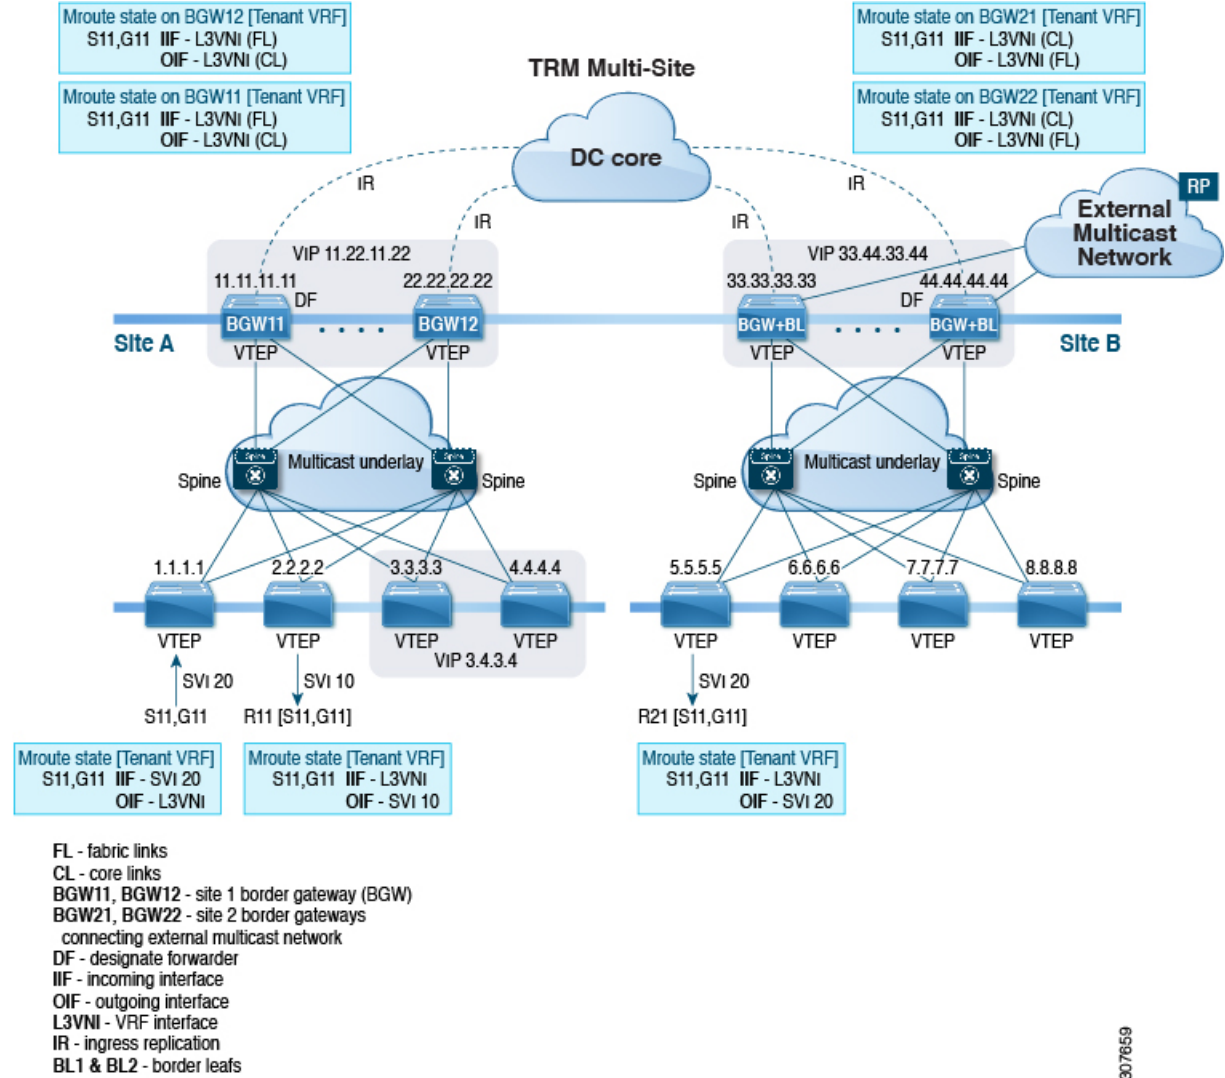 Mroute state on BGW12 [Tenant VRF]
S11,G11 IIF - L3VNI (FL)
OIF - L3VNI (CL)
Mroute state on BGW11 [Tenant VRF]
S11,G11 IIF - L3VNI (FL)
OIF - L3VNI (CL)
TRM Multi-Site
Mroute state on BGW21 [Tenant VRF]
S11,G11 IIF - L3VNI (CL)
OIF - L3VNI (FL)
Mroute state on BGW22 [Tenant VRF]
S11,G11 IIF - L3VNI (CL)
OIF - L3VNI (FL)
DC core
IR
IR
IR
IR
RP
External
Multicast
Network
VIP 11.22.11.22
VIP 33.44.33.44
11.11.11.11
22.22.22.22
33.33.33.33
44.44.44.44
DF
DF
BGW11
BGW12
BGW+BL
BGW+BL
Site A
Site B
VTEP
VTEP
VTEP
VTEP
Spine
Spine
Spine
Spine
Multicast underlay
Multicast underlay
Spine
Spine
Spine
Spine
1.1.1.1
2.2.2.2
3.3.3.3
4.4.4.4
5.5.5.5
6.6.6.6
7.7.7.7
8.8.8.8
VTEP
VTEP
VTEP
VTEP
VTEP
VTEP
VTEP
VTEP
VIP 3.4.3.4
SVI 20
SVI 10
SVI 20
S11,G11
R11 [S11,G11]
R21 [S11,G11]
Mroute state [Tenant VRF]
S11,G11 IIF - SVI 20
OIF - L3VNI
Mroute state [Tenant VRF]
S11,G11 IIF - L3VNI
OIF - SVI 10
Mroute state [Tenant VRF]
S11,G11 IIF - L3VNI
OIF - SVI 20
FL - fabric links
CL - core links
BGW11, BGW12 - site 1 border gateway (BGW)
BGW21, BGW22 - site 2 border gateways
connecting external multicast network
DF - designate forwarder
IIF - incoming interface
OIF - outgoing interface
L3VNI - VRF interface
IR - ingress replication
BL1 & BL2 - border leafs
307659